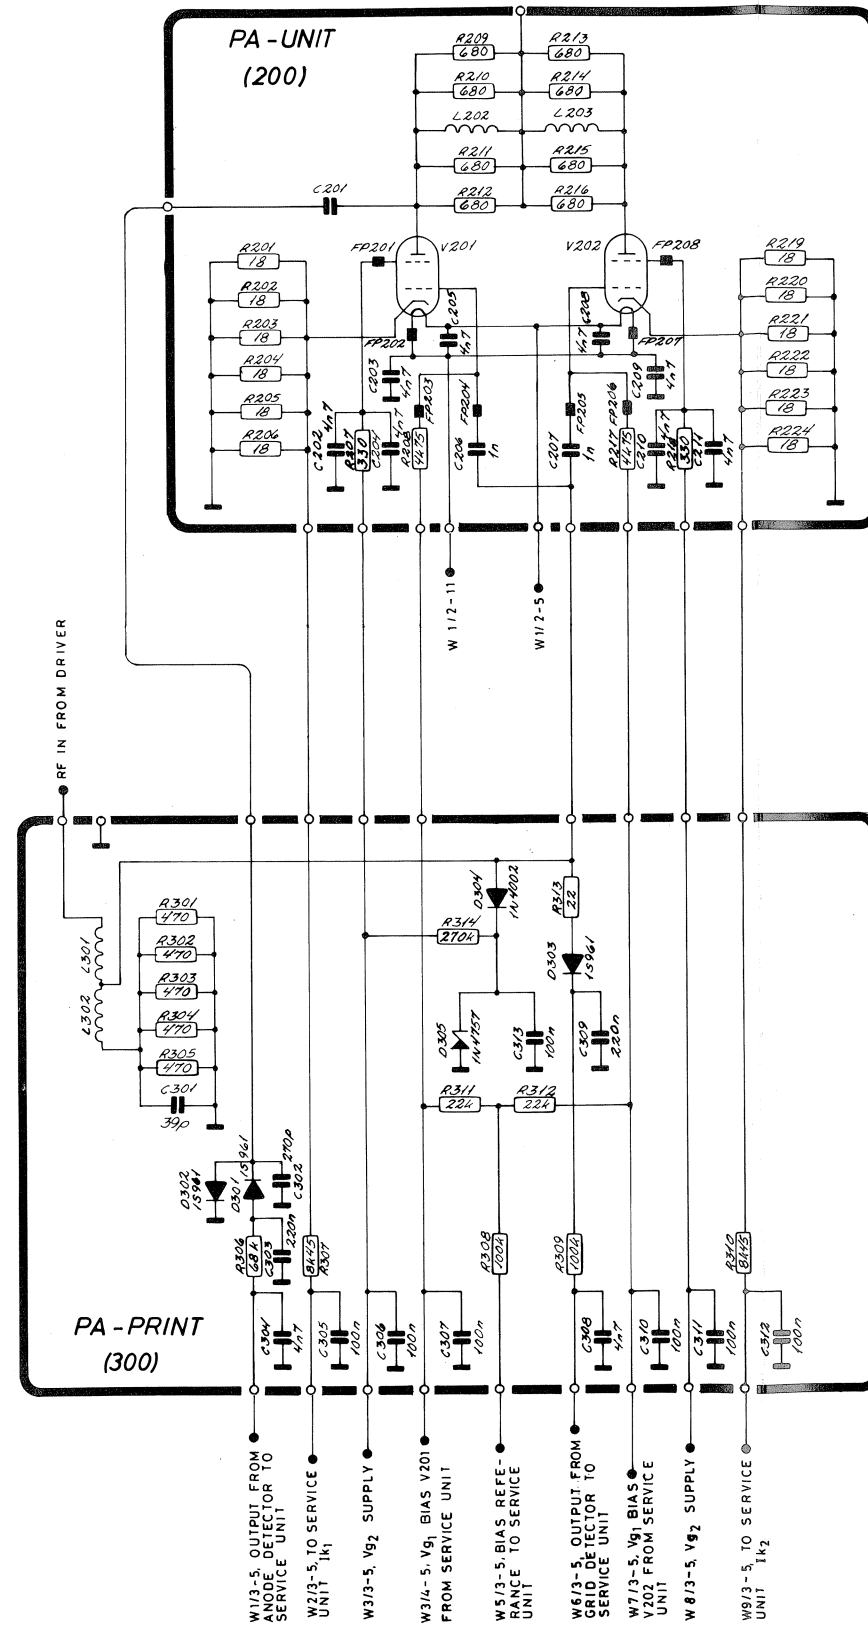 PA-UNIT
(200)
R209
680
R213
680
R210
680
R214
680
L202
L203
R211
680
R215
680
R212
680
R216
680
C201
FP201
V201
V202
FP208
R201
18
R202
18
R203
18
R204
18
R205
18
R206
18
R219
18
R220
18
R221
18
R222
18
R223
18
R224
18
C205
4n7
C208
4n7
FP202
FP207
C203
4n7
C209
4n7
FP203
FP204
FP205
FP206
C202
4n7
R207
330
C204
4n7
R208
4k75
C206
1n
C207
1n
R217
4k75
C210
4n7
R218
330
C211
4n7
W1/2-11
W1/2-5
RF IN FROM DRIVER
L301
L302
R301
470
R302
470
R303
470
R304
470
R305
470
C301
39p
D304
1N4002
R313
22
R314
270k
D303
1S961
D305
1N4757
C313
100n
C309
220n
R311
22k
R312
22k
D302
1S961
D301
1S961
270p
C302
R306
68k
C303
220n
8k45
R307
R308
100k
R309
100k
R310
8k45
PA-PRINT
(300)
C304
4n7
C305
100n
C306
100n
C307
100n
C308
4n7
C310
100n
C311
100n
C312
100n
W1/3-5, OUTPUT FROM
ANODE DETECTOR TO
SERVICE UNIT
W2/3-5, TO SERVICE
UNIT Ik1
W3/3-5, Vg2 SUPPLY
W3/4-5, Vg1 BIAS V201
FROM SERVICE UNIT
W5/3-5, BIAS REFE-
RANCE TO SERVICE
UNIT
W6/3-5, OUTPUT FROM
GRID DETECTOR TO
SERVICE UNIT
W7/3-5, Vg1 BIAS
V202 FROM SERVICE
UNIT
W8/3-5, Vg2 SUPPLY
W9/3-5, TO SERVICE
UNIT Ik2